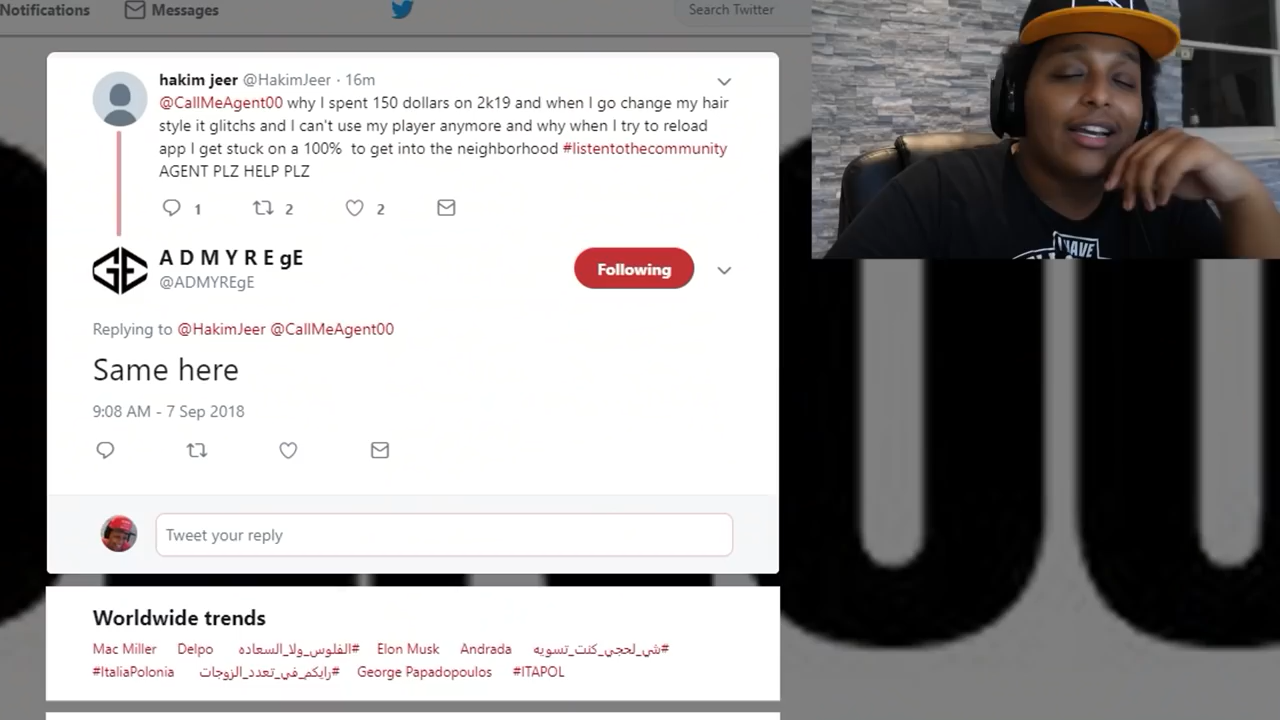 Notifications Messages Search Twitter
hakim jeer @HakimJeer · 16m
@CallMeAgent00 why I spent 150 dollars on 2k19 and when I go change my hair
style it glitchs and I can't use my player anymore and why when I try to reload
app I get stuck on a 100% to get into the neighborhood #listentothecommunity
AGENT PLZ HELP PLZ
1 2 2
GE
A D M Y R E gE
@ADMYREgE
Following
Replying to @HakimJeer @CallMeAgent00
Same here
9:08 AM - 7 Sep 2018
Tweet your reply
Worldwide trends
Mac Miller Delpo #الفلوس_ولا_السعاده Elon Musk Andrada #شي_لحجي_كنت_تسويه
#ItaliaPolonia #رايكم_في_تعدد_الزوجات George Papadopoulos #ITAPOL
HAVE